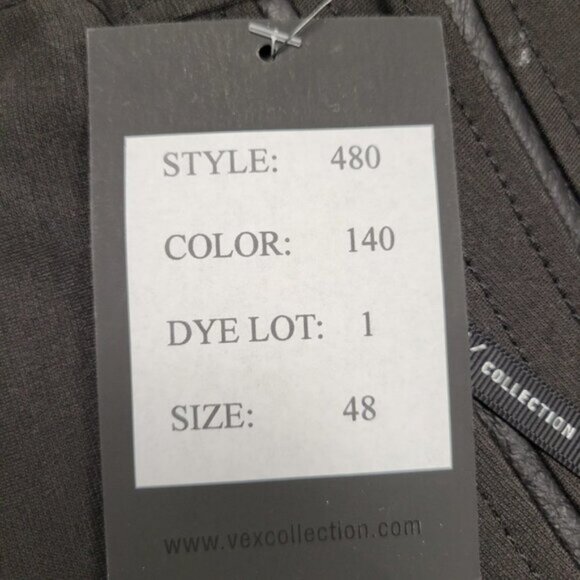 STYLE: 480
COLOR: 140
DYE LOT: 1
SIZE: 48
/ COLLECTION
www.vexcollection.com